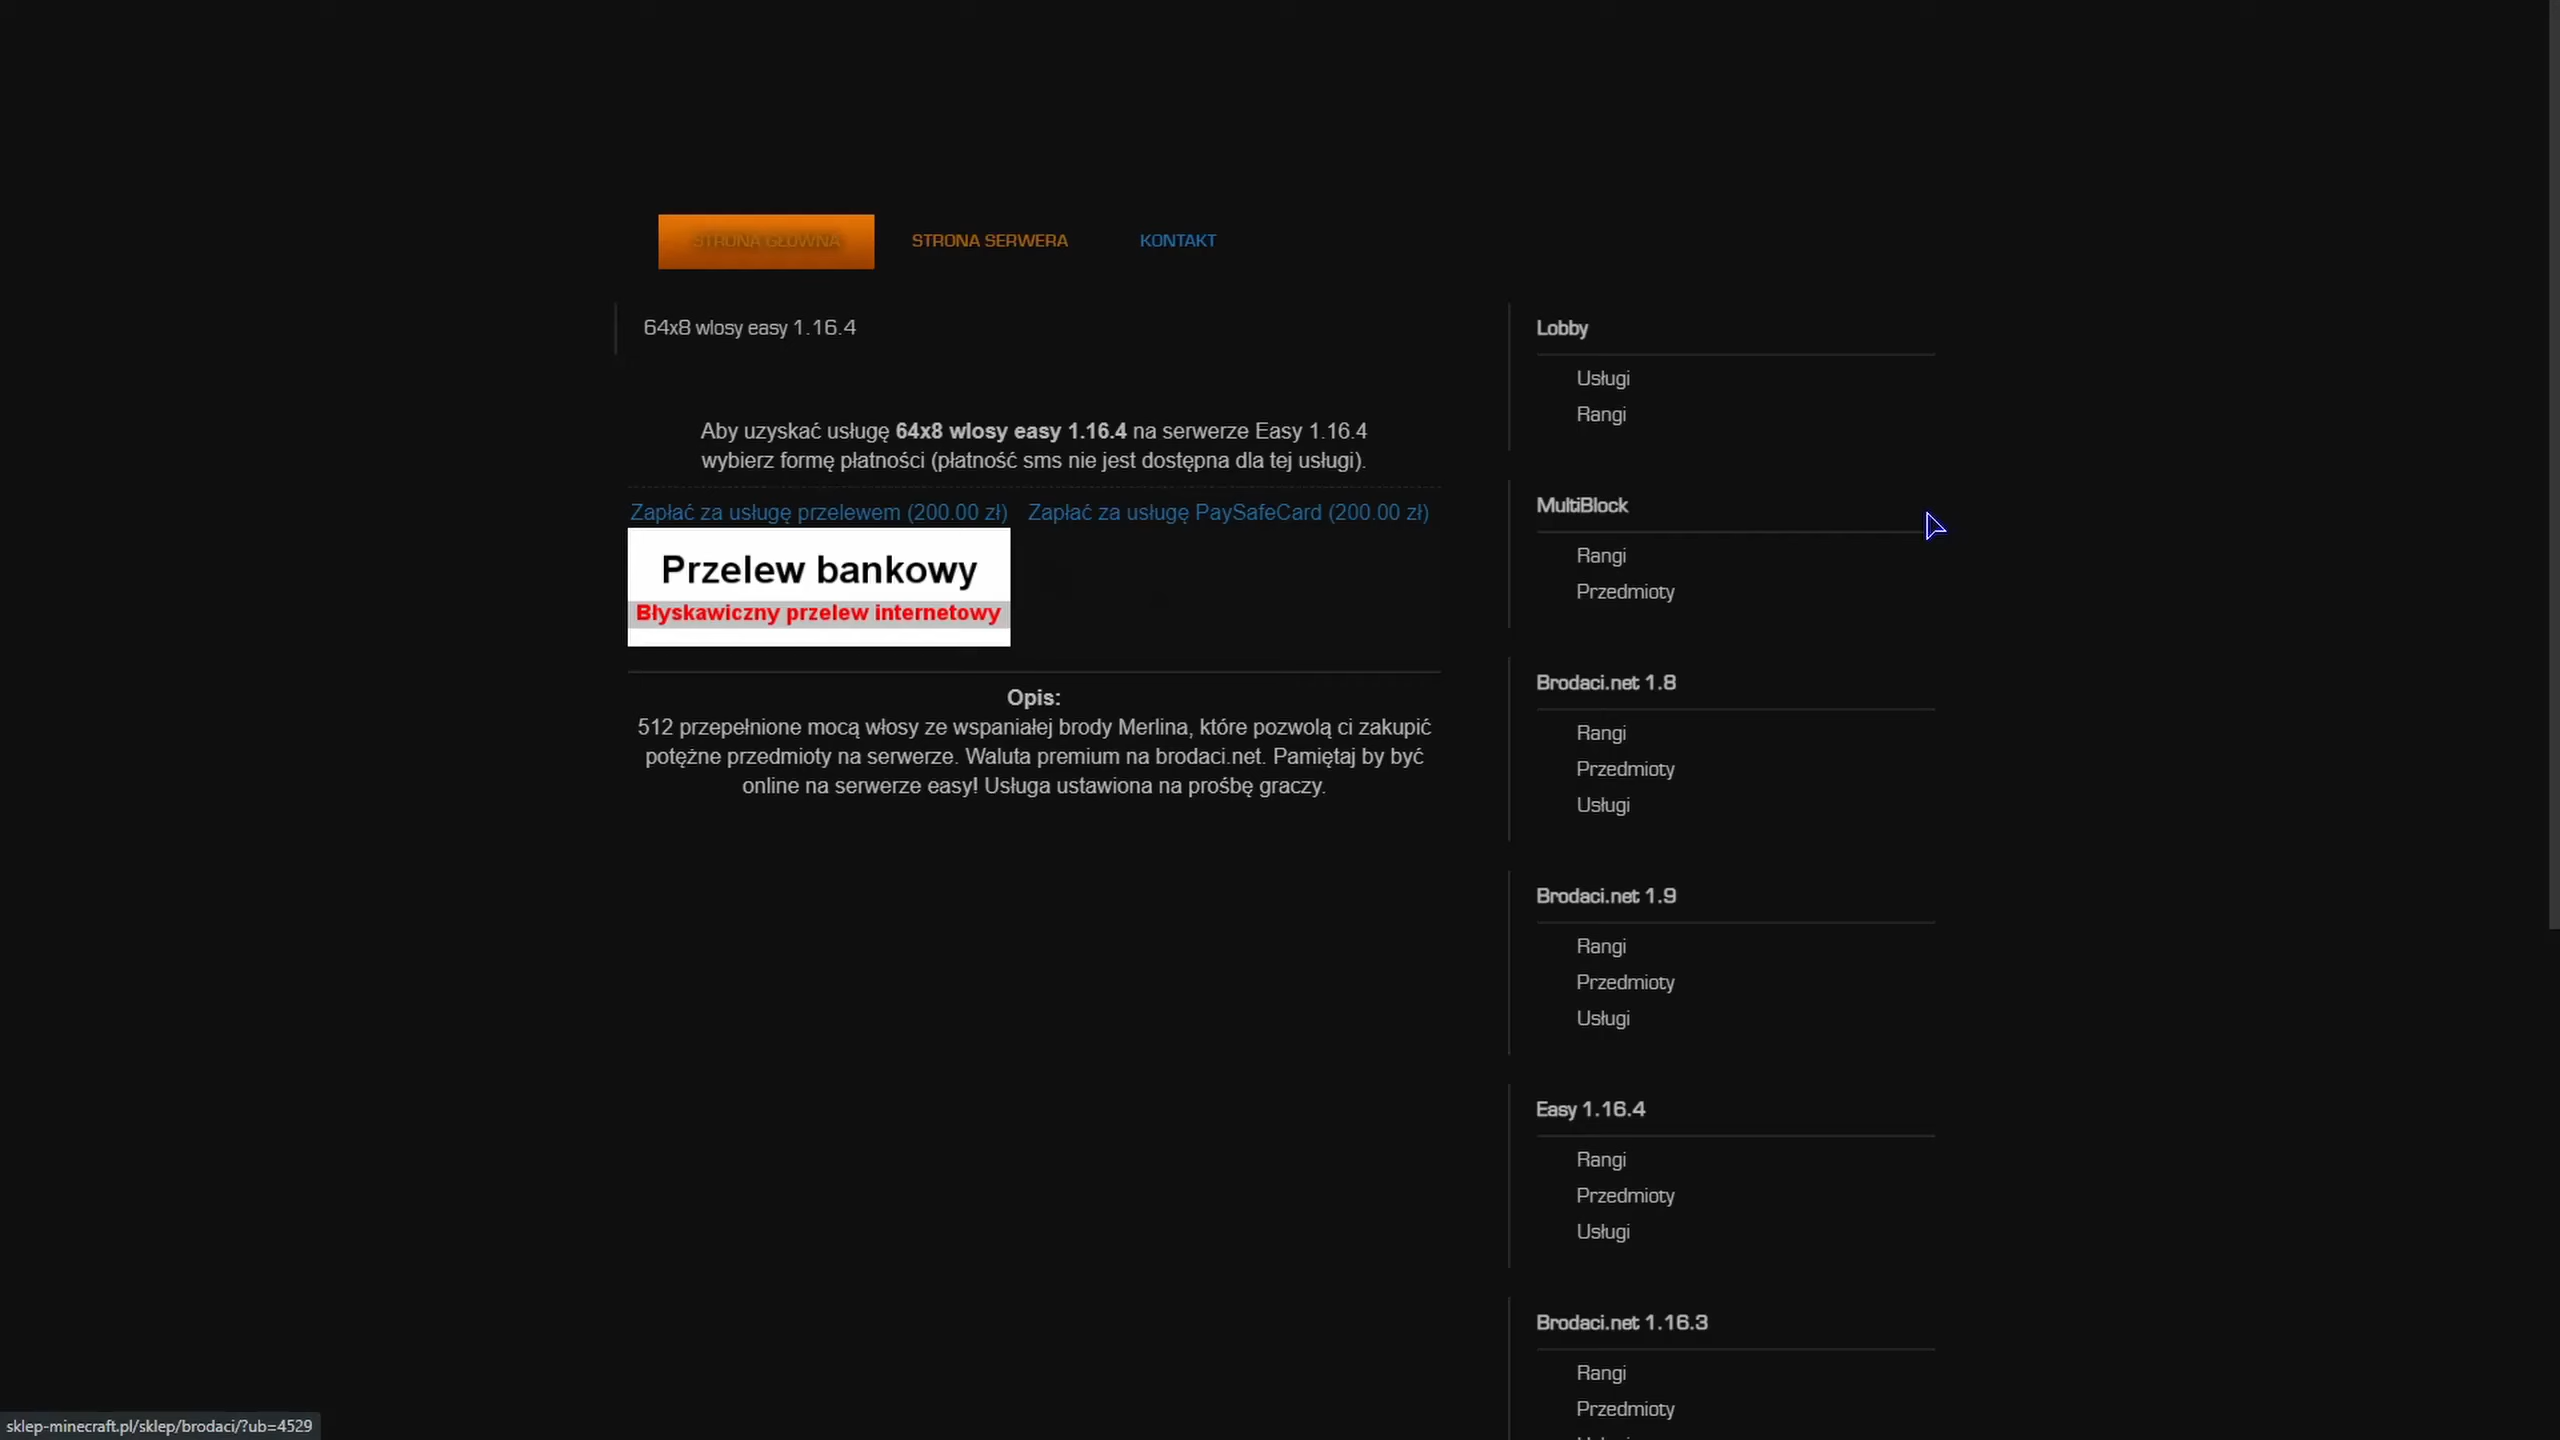 STRONA GŁÓWNA
STRONA SERWERA
KONTAKT
64x8 wlosy easy 1.16.4
Aby uzyskać usługę 64x8 wlosy easy 1.16.4 na serwerze Easy 1.16.4
wybierz formę płatności (płatność sms nie jest dostępna dla tej usługi).
Zapłać za usługę przelewem (200.00 zł)
Zapłać za usługę PaySafeCard (200.00 zł)
Przelew bankowy
Błyskawiczny przelew internetowy
Opis:
512 przepełnione mocą włosy ze wspaniałej brody Merlina, które pozwolą ci zakupić
potężne przedmioty na serwerze. Waluta premium na brodaci.net. Pamiętaj by być
online na serwerze easy! Usługa ustawiona na prośbę graczy.
Lobby
Usługi
Rangi
MultiBlock
Rangi
Przedmioty
Brodaci.net 1.8
Rangi
Przedmioty
Usługi
Brodaci.net 1.9
Rangi
Przedmioty
Usługi
Easy 1.16.4
Rangi
Przedmioty
Usługi
Brodaci.net 1.16.3
Rangi
Przedmioty
sklep-minecraft.pl/sklep/brodaci/?ub=4529